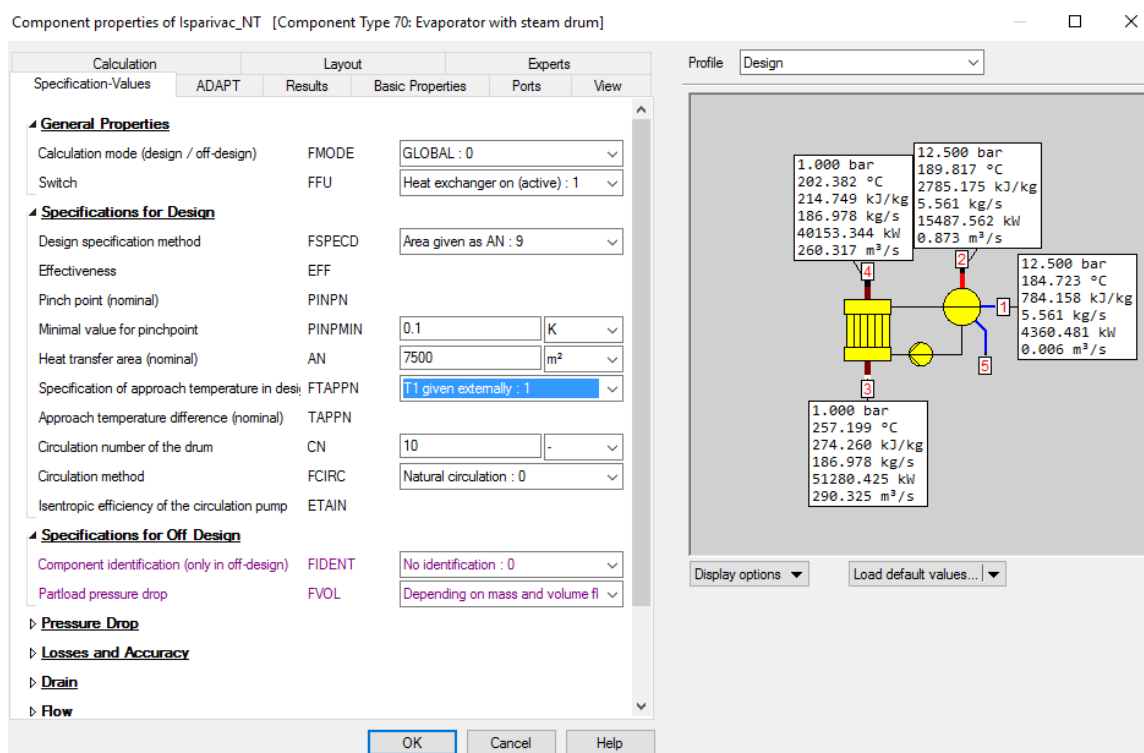 Component properties of Isparivac_NT [Component Type 70: Evaporator with steam drum]
Calculation Layout Experts
Specification-Values ADAPT Results Basic Properties Ports View
General Properties
Calculation mode (design / off-design) FMODE GLOBAL : 0
Switch FFU Heat exchanger on (active) : 1
Specifications for Design
Design specification method FSPECD Area given as AN : 9
Effectiveness EFF
Pinch point (nominal) PINPN
Minimal value for pinchpoint PINPMIN 0.1 K
Heat transfer area (nominal) AN 7500 m²
Specification of approach temperature in desi FTAPPN T1 given externally : 1
Approach temperature difference (nominal) TAPPN
Circulation number of the drum CN 10 -
Circulation method FCIRC Natural circulation : 0
Isentropic efficiency of the circulation pump ETAIN
Specifications for Off Design
Component identification (only in off-design) FIDENT No identification : 0
Partload pressure drop FVOL Depending on mass and volume fl
Pressure Drop
Losses and Accuracy
Drain
Flow
OK Cancel Help
Profile Design
1.000 bar
202.382 °C
214.749 kJ/kg
186.978 kg/s
40153.344 kW
260.317 m³/s
12.500 bar
189.817 °C
2785.175 kJ/kg
5.561 kg/s
15487.562 kW
0.873 m³/s
12.500 bar
184.723 °C
784.158 kJ/kg
5.561 kg/s
4360.481 kW
0.006 m³/s
4
2
1
5
3
1.000 bar
257.199 °C
274.260 kJ/kg
186.978 kg/s
51280.425 kW
290.325 m³/s
Display options Load default values...